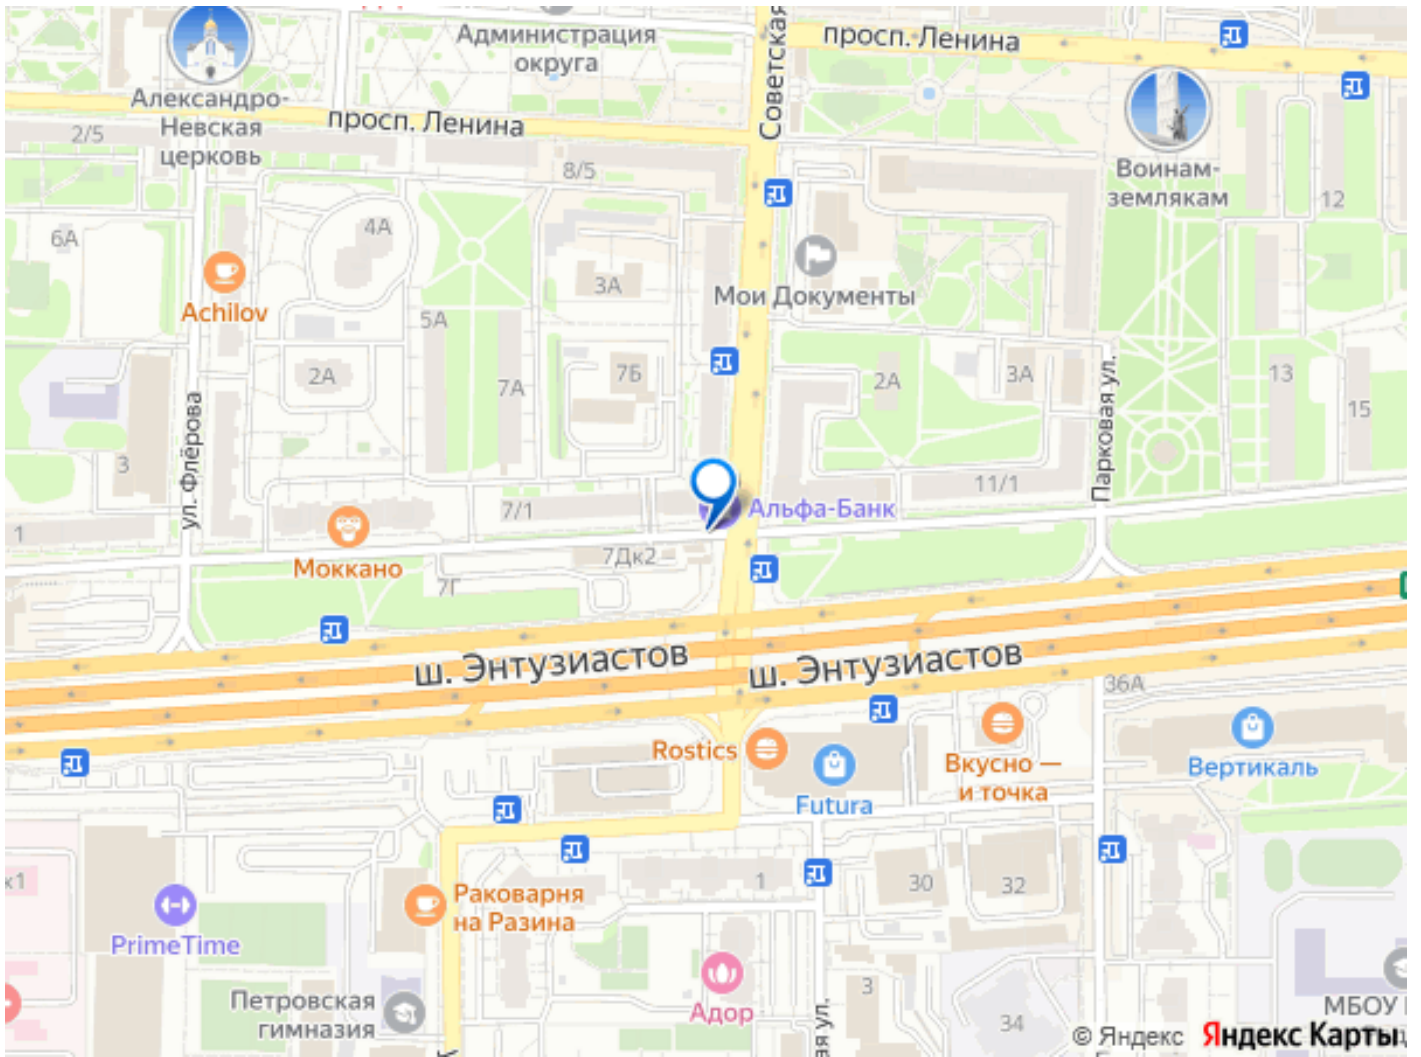 Администрация
округа
Советская
просп. Ленина
Александро-
Невская
церковь
просп. Ленина
2/5
8/5
Воинам-
землякам
12
6А
4А
3А
Мои Документы
Achilov
5А
2А
7А
7Б
2А
3А
Парковая ул.
13
15
ул. Флёрова
3
1
7/1
Альфа-Банк
11/1
Моккано
7Дк2
7Г
ш. Энтузиастов
ш. Энтузиастов
36А
Rostics
Futura
Вкусно —
и точка
Вертикаль
к1
1
30
32
Раковарня
на Разина
PrimeTime
Петровская
гимназия
Адор
3
34
МБОУ
© Яндекс
Яндекс Карты